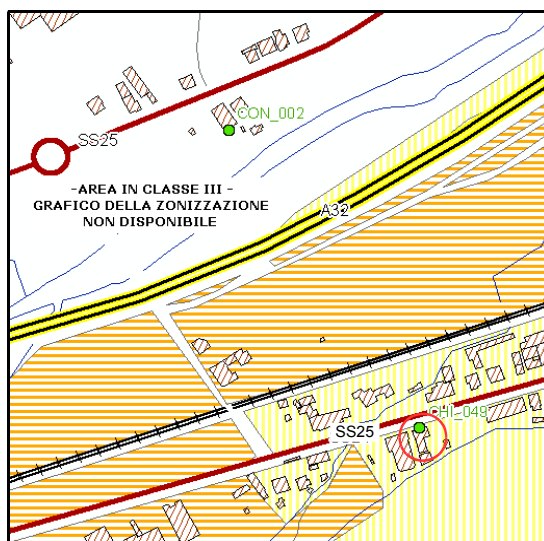 CON_002
SS25
-AREA IN CLASSE III -
GRAFICO DELLA ZONIZZAZIONE
NON DISPONIBILE
A32
CHI_049
SS25